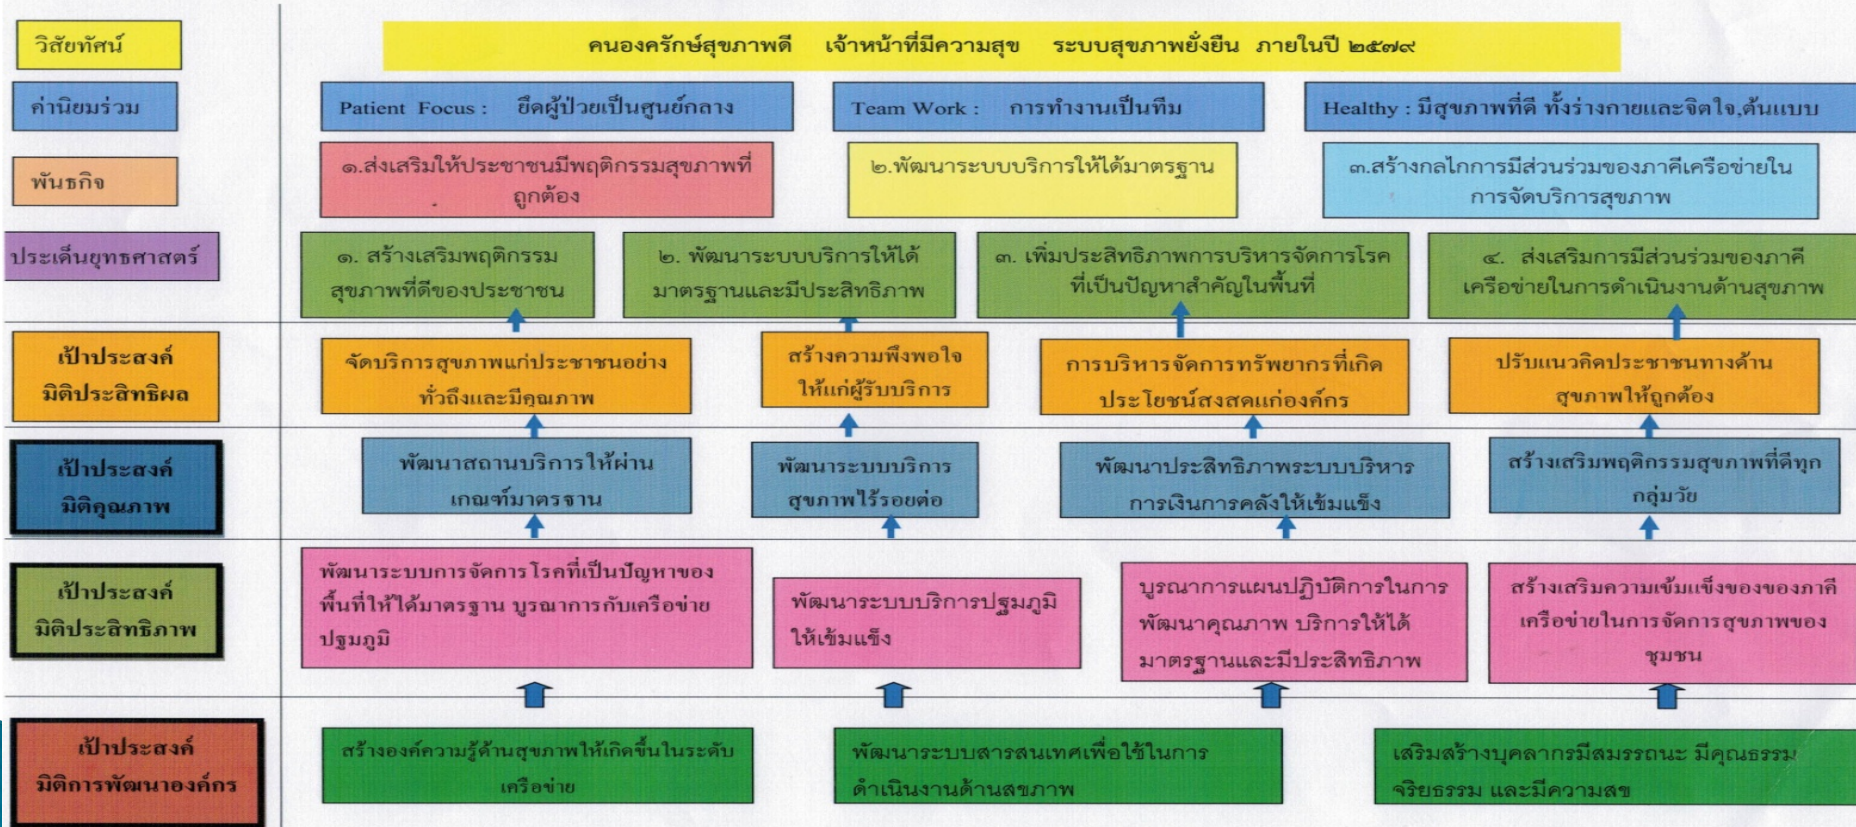 วิสัยทัศน์
คนองครักษ์สุขภาพดี เจ้าหน้าที่มีความสุข ระบบสุขภาพยั่งยืน ภายในปี ๒๕๗๙
ค่านิยมร่วม
Patient Focus : ยึดผู้ป่วยเป็นศูนย์กลาง
Team Work : การทำงานเป็นทีม
Healthy : มีสุขภาพที่ดี ทั้งร่างกายและจิตใจ,ต้นแบบ
พันธกิจ
๑.ส่งเสริมให้ประชาชนมีพฤติกรรมสุขภาพที่
ถูกต้อง
๒.พัฒนาระบบบริการให้ได้มาตรฐาน
๓.สร้างกลไกการมีส่วนร่วมของภาคีเครือข่ายใน
การจัดบริการสุขภาพ
ประเด็นยุทธศาสตร์
๑. สร้างเสริมพฤติกรรม
สุขภาพที่ดีของประชาชน
๒. พัฒนาระบบบริการให้ได้
มาตรฐานและมีประสิทธิภาพ
๓. เพิ่มประสิทธิภาพการบริหารจัดการโรค
ที่เป็นปัญหาสำคัญในพื้นที่
๔. ส่งเสริมการมีส่วนร่วมของภาคี
เครือข่ายในการดำเนินงานด้านสุขภาพ
เป้าประสงค์
มิติประสิทธิผล
จัดบริการสุขภาพแก่ประชาชนอย่าง
ทั่วถึงและมีคุณภาพ
สร้างความพึงพอใจ
ให้แก่ผู้รับบริการ
การบริหารจัดการทรัพยากรที่เกิด
ประโยชน์สูงสุดแก่องค์กร
ปรับแนวคิดประชาชนทางด้าน
สุขภาพให้ถูกต้อง
เป้าประสงค์
มิติคุณภาพ
พัฒนาสถานบริการให้ผ่าน
เกณฑ์มาตรฐาน
พัฒนาระบบบริการ
สุขภาพไร้รอยต่อ
พัฒนาประสิทธิภาพระบบบริหาร
การเงินการคลังให้เข้มแข็ง
สร้างเสริมพฤติกรรมสุขภาพที่ดีทุก
กลุ่มวัย
เป้าประสงค์
มิติประสิทธิภาพ
พัฒนาระบบการจัดการโรคที่เป็นปัญหาของ
พื้นที่ให้ได้มาตรฐาน บูรณาการกับเครือข่าย
ปฐมภูมิ
พัฒนาระบบบริการปฐมภูมิ
ให้เข้มแข็ง
บูรณาการแผนปฏิบัติการในการ
พัฒนาคุณภาพ บริการให้ได้
มาตรฐานและมีประสิทธิภาพ
สร้างเสริมความเข้มแข็งของของภาคี
เครือข่ายในการจัดการสุขภาพของ
ชุมชน
เป้าประสงค์
มิติการพัฒนาองค์กร
สร้างองค์ความรู้ด้านสุขภาพให้เกิดขึ้นในระดับ
เครือข่าย
พัฒนาระบบสารสนเทศเพื่อใช้ในการ
ดำเนินงานด้านสุขภาพ
เสริมสร้างบุคลากรมีสมรรถนะ มีคุณธรรม
จริยธรรม และมีความสุข